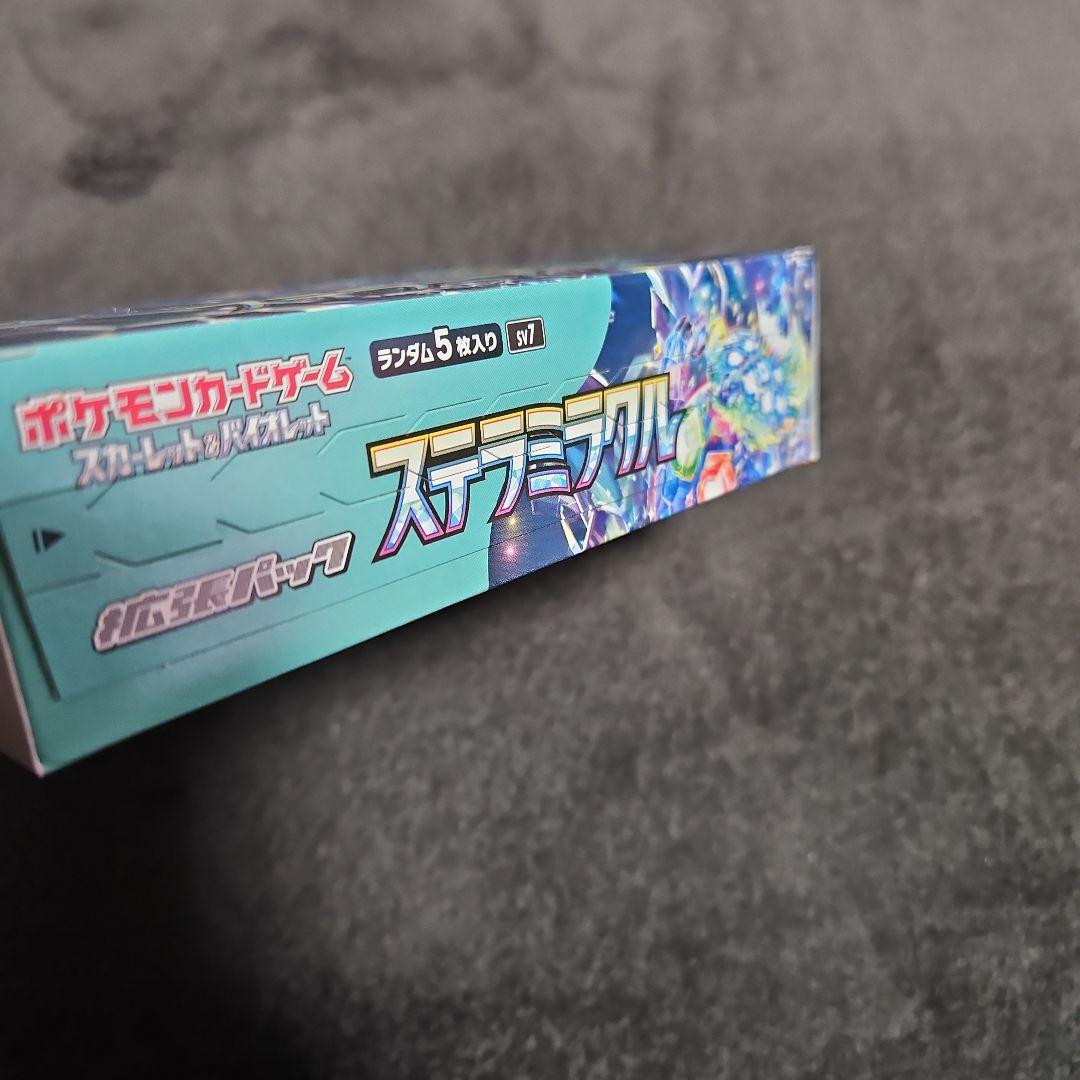 ポケモンカードゲーム
スカーレット&バイオレット
ランダム5枚入り
SV7
拡張パック
ステラミラクル